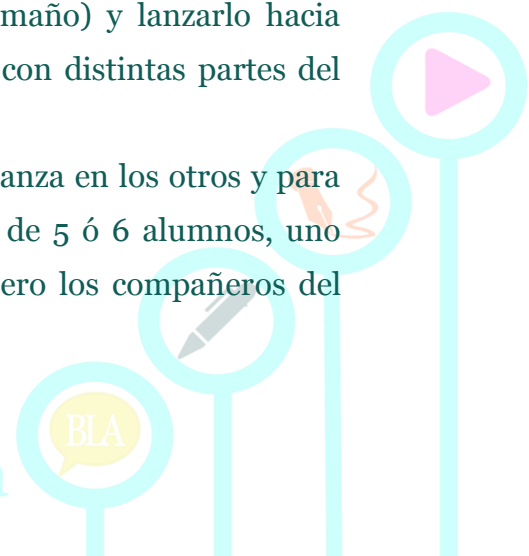 maño) y lanzarlo hacia
con distintas partes del
anza en los otros y para
de 5 ó 6 alumnos, uno
ero los compañeros del
BLA